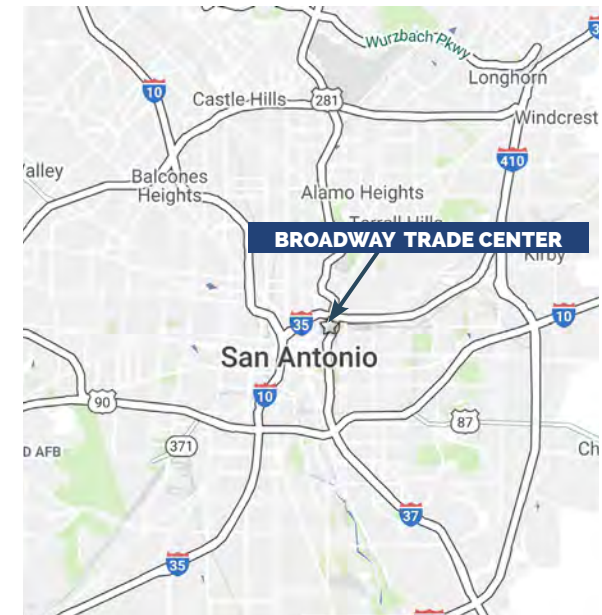 Wurzbach Pkwy
Longhorn
10
Castle Hills
281
Windcrest
410
alley
Balcones
Heights
Alamo Heights
Terrell Hills
BROADWAY TRADE CENTER
Kirby
35
10
San Antonio
10
90
87
371
D AFB
Ch
37
35